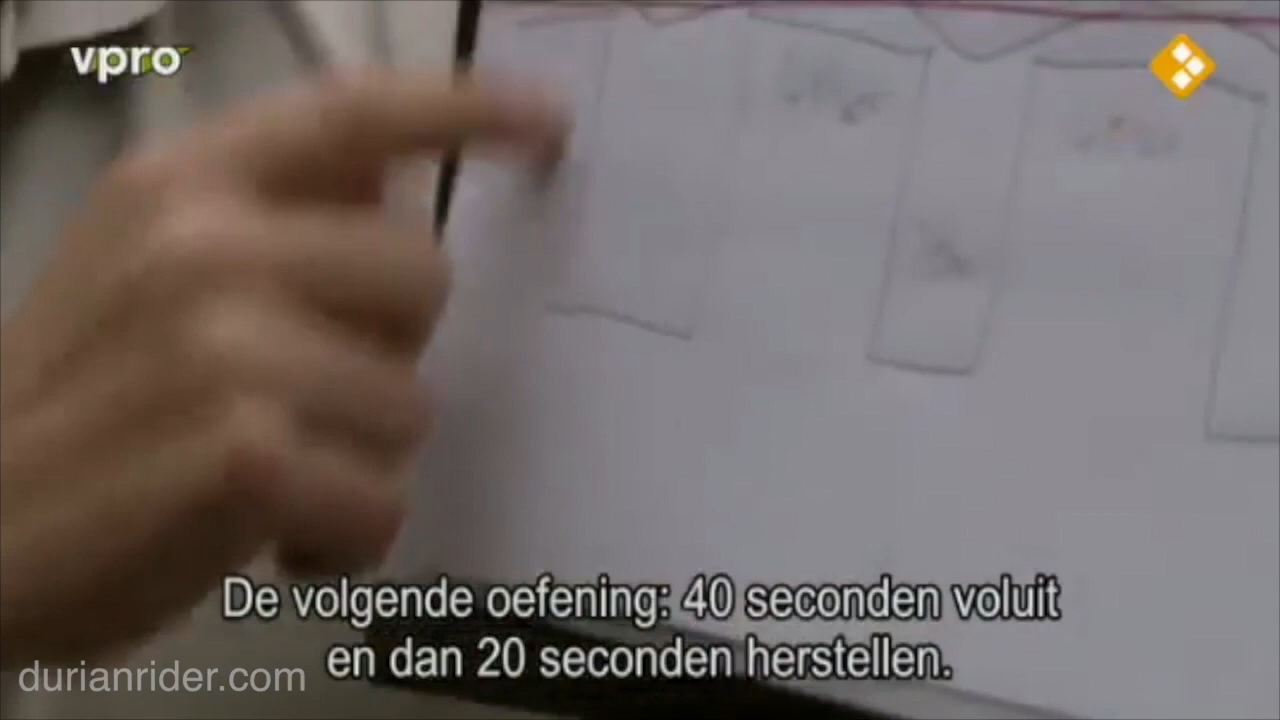 vpro
De volgende oefening: 40 seconden voluit
en dan 20 seconden herstellen.
durianrider.com